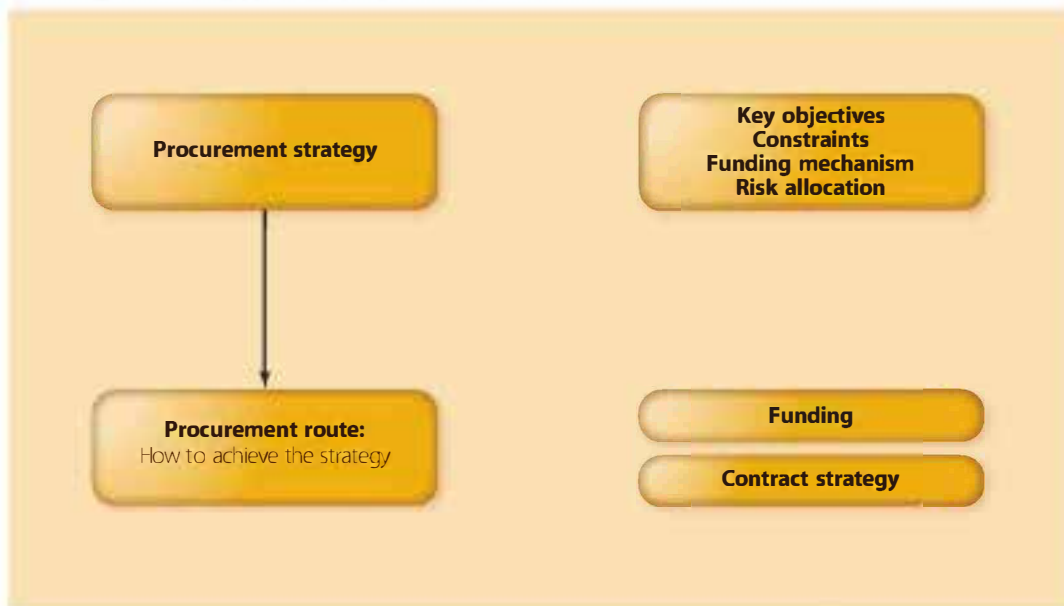 Procurement strategy
Key objectives
Constraints
Funding mechanism
Risk allocation
Procurement route:
How to achieve the strategy
Funding
Contract strategy